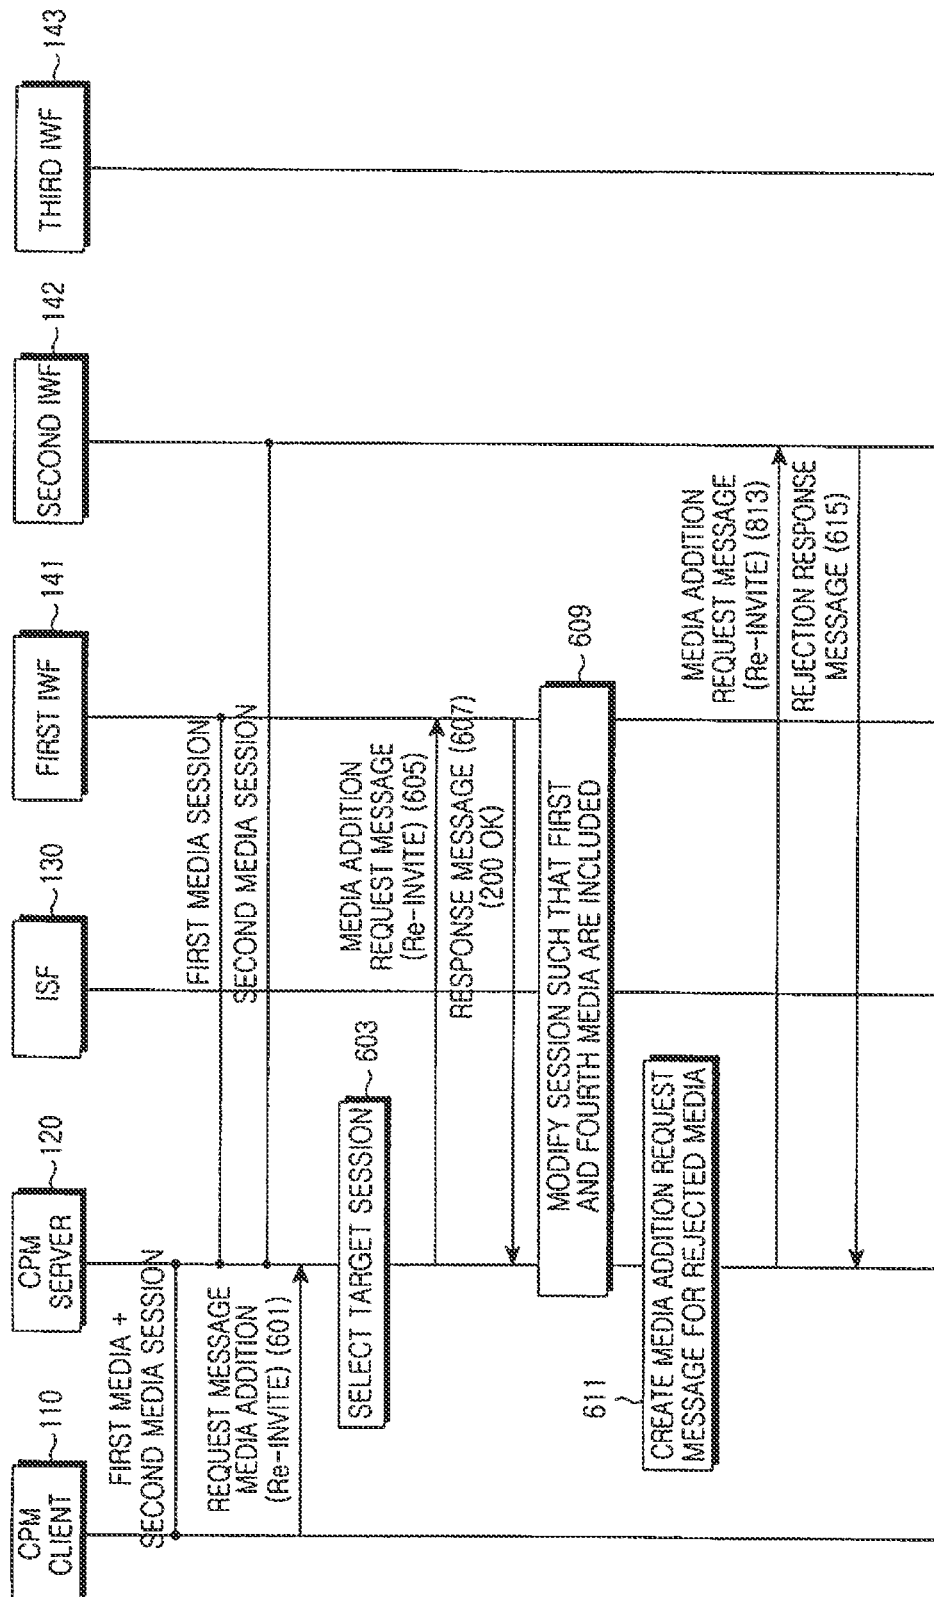 CPM
CLIENT
110
CPM
SERVER
120
ISF
130
FIRST IWF
141
SECOND IWF
142
THIRD IWF
143
FIRST MEDIA +
SECOND MEDIA SESSION
FIRST MEDIA SESSION
SECOND MEDIA SESSION
REQUEST MESSAGE
MEDIA ADDITION
(Re-INVITE) (601)
SELECT TARGET SESSION
603
MEDIA ADDITION
REQUEST MESSAGE
(Re-INVITE) (605)
RESPONSE MESSAGE (607)
(200 OK)
MODIFY SESSION SUCH THAT FIRST
AND FOURTH MEDIA ARE INCLUDED
609
611
CREATE MEDIA ADDITION REQUEST
MESSAGE FOR REJECTED MEDIA
MEDIA ADDITION
REQUEST MESSAGE
(Re-INVITE) (813)
REJECTION RESPONSE
MESSAGE (615)